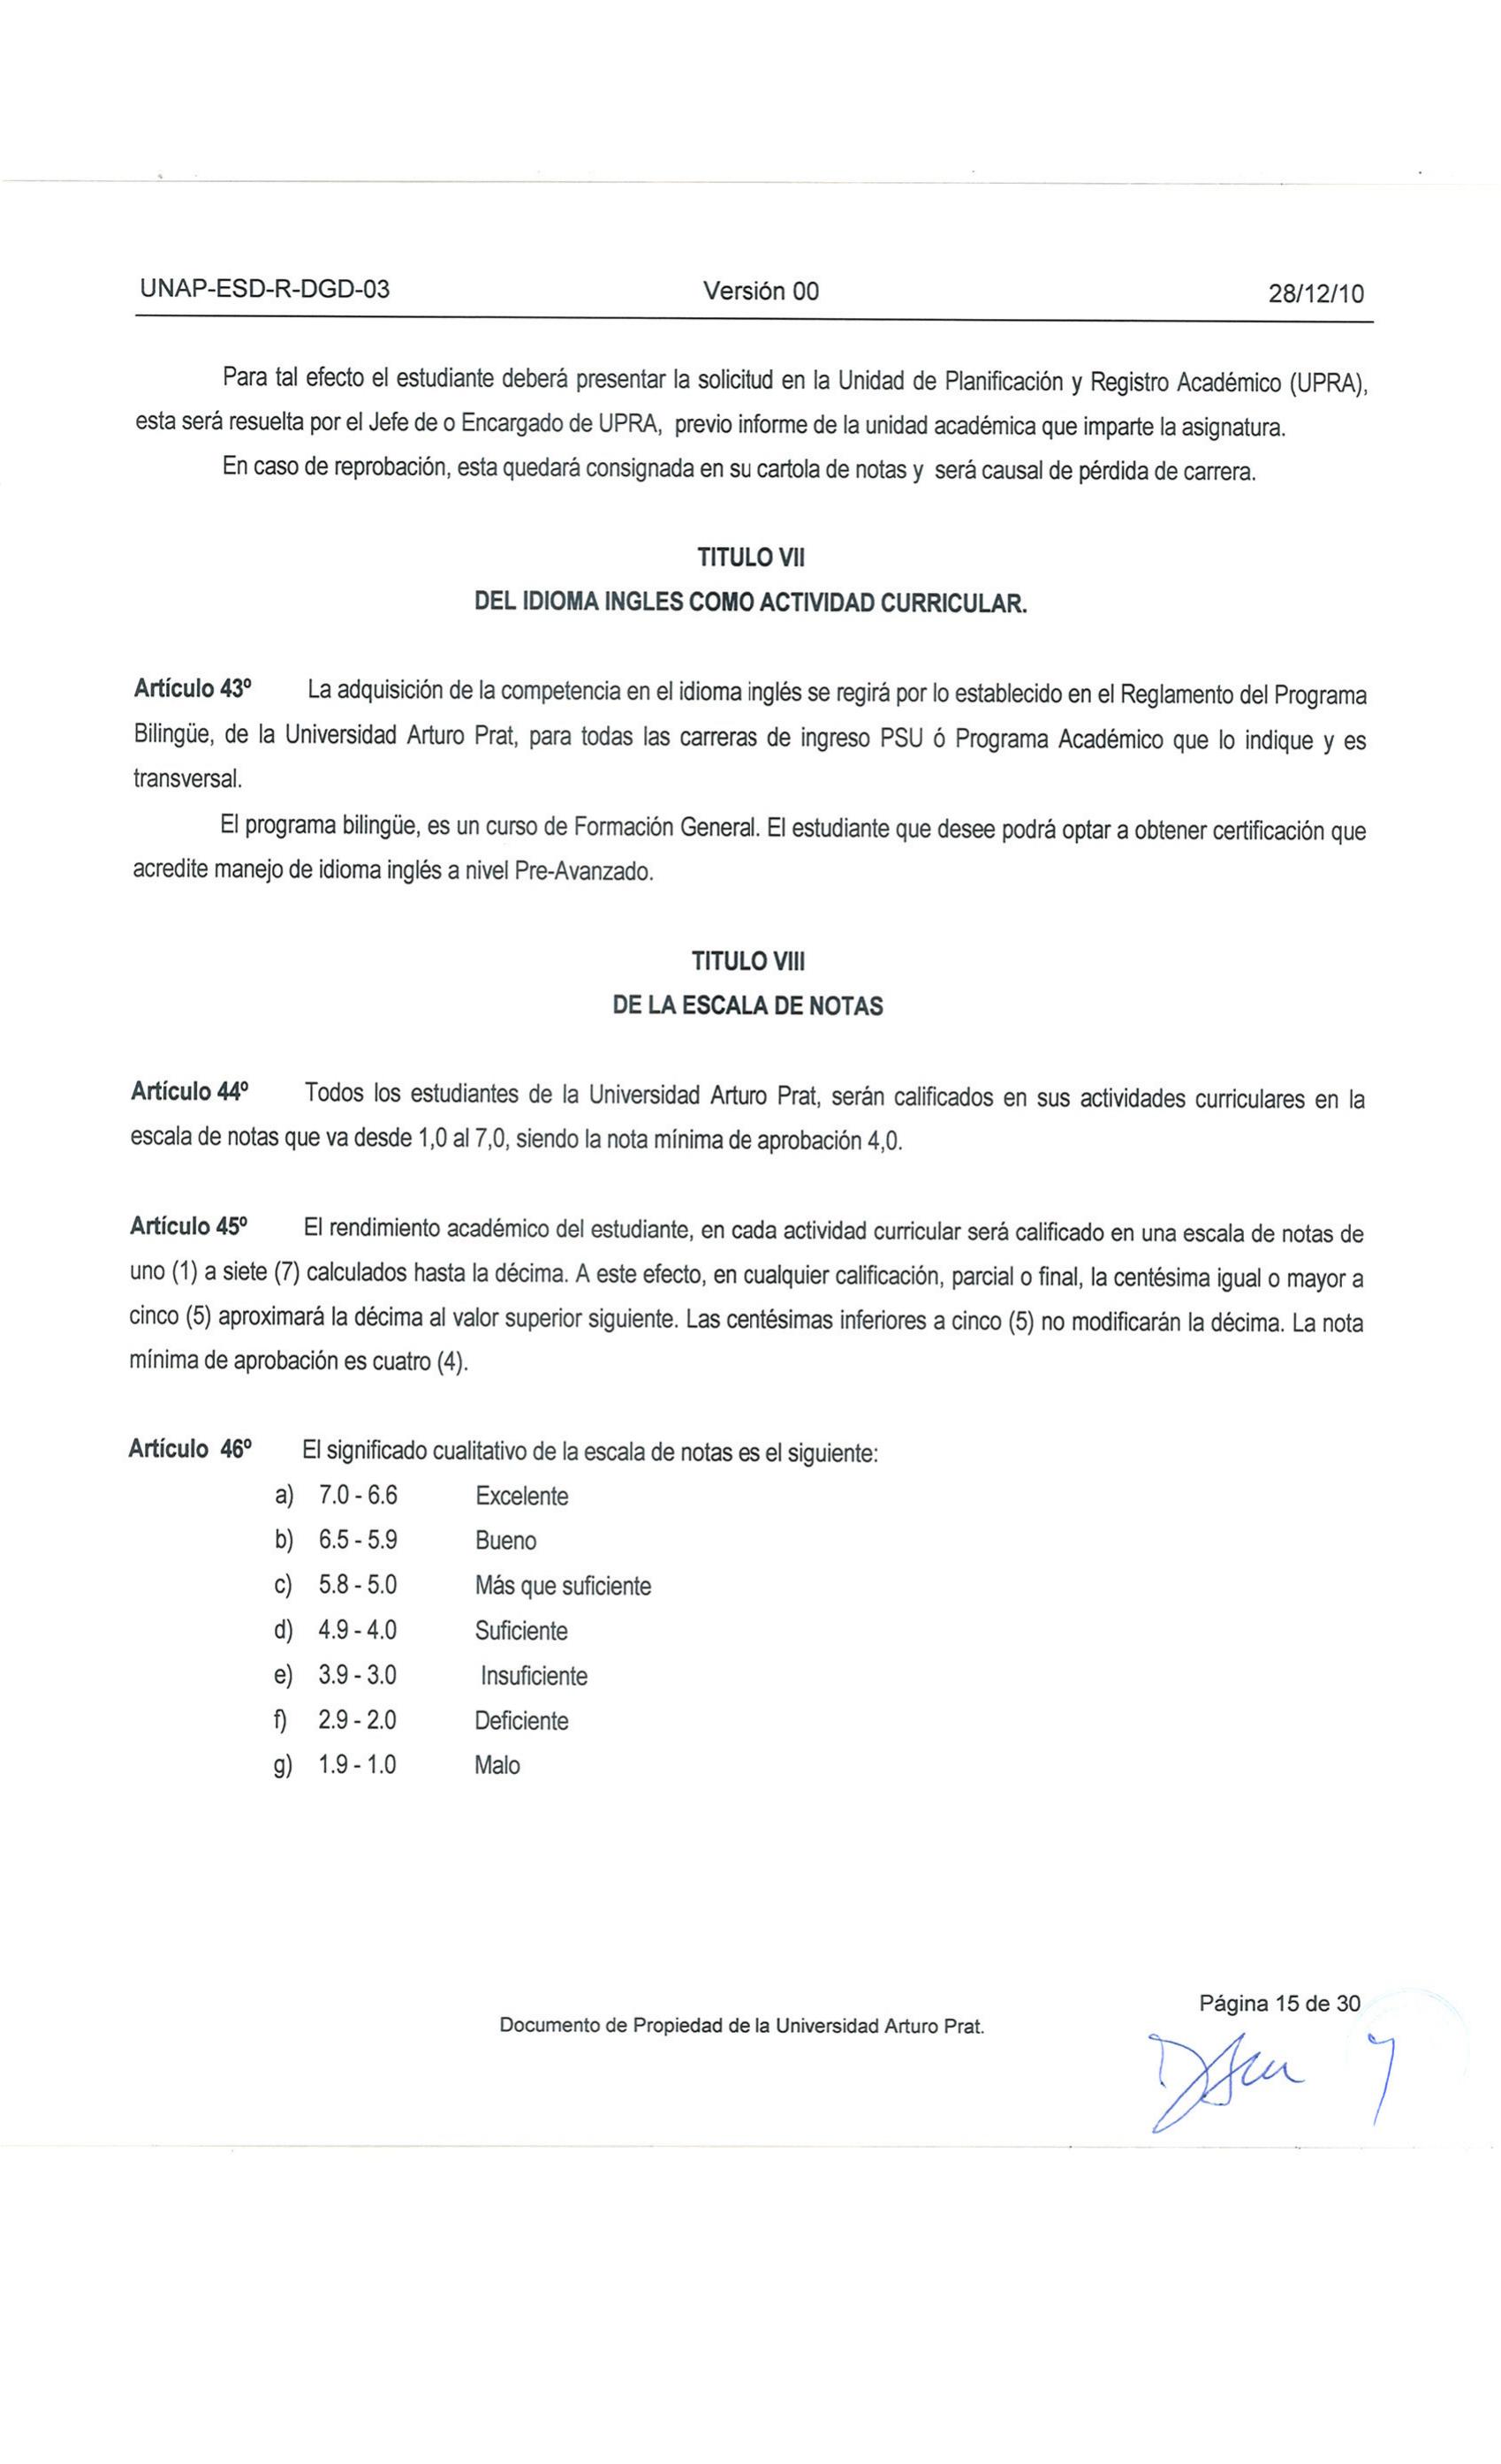 UNAP-ESD-R-DGD-03 Versión 00 28/12/10
Para tal efecto el estudiante deberá presentar la solicitud en la Unidad de Planificación y Registro Académico (UPRA),
esta será resuelta por el Jefe de o Encargado de UPRA, previo informe de la unidad académica que imparte la asignatura.
En caso de reprobación, esta quedará consignada en su cartola de notas y será causal de pérdida de carrera.
TITULO VII
DEL IDIOMA INGLES COMO ACTIVIDAD CURRICULAR.
Artículo 43º La adquisición de la competencia en el idioma inglés se regirá por lo establecido en el Reglamento del Programa
Bilingüe, de la Universidad Arturo Prat, para todas las carreras de ingreso PSU ó Programa Académico que lo indique y es
transversal.
El programa bilingüe, es un curso de Formación General. El estudiante que desee podrá optar a obtener certificación que
acredite manejo de idioma inglés a nivel Pre-Avanzado.
TITULO VIII
DE LA ESCALA DE NOTAS
Artículo 44º Todos los estudiantes de la Universidad Arturo Prat, serán calificados en sus actividades curriculares en la
escala de notas que va desde 1,0 al 7,0, siendo la nota mínima de aprobación 4,0.
Artículo 45º El rendimiento académico del estudiante, en cada actividad curricular será calificado en una escala de notas de
uno (1) a siete (7) calculados hasta la décima. A este efecto, en cualquier calificación, parcial o final, la centésima igual o mayor a
cinco (5) aproximará la décima al valor superior siguiente. Las centésimas inferiores a cinco (5) no modificarán la décima. La nota
mínima de aprobación es cuatro (4).
Artículo 46º El significado cualitativo de la escala de notas es el siguiente:
a) 7.0 - 6.6 Excelente
b) 6.5 - 5.9 Bueno
c) 5.8 - 5.0 Más que suficiente
d) 4.9 - 4.0 Suficiente
e) 3.9 - 3.0 Insuficiente
f) 2.9 - 2.0 Deficiente
g) 1.9 - 1.0 Malo
Página 15 de 30
Documento de Propiedad de la Universidad Arturo Prat.